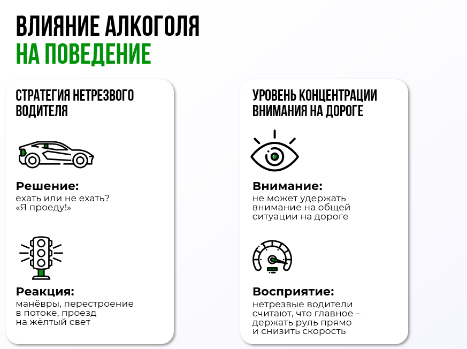 ВЛИЯНИЕ АЛКОГОЛЯ
НА ПОВЕДЕНИЕ
СТРАТЕГИЯ НЕТРЕЗВОГО
ВОДИТЕЛЯ
Решение:
ехать или не ехать?
«Я проеду!»
Реакция:
манёвры, перестроение
в потоке, проезд
на жёлтый свет
УРОВЕНЬ КОНЦЕНТРАЦИИ
ВНИМАНИЯ НА ДОРОГЕ
Внимание:
не может удержать
внимание на общей
ситуации на дороге
Восприятие:
нетрезвые водители
считают, что главное –
держать руль прямо
и снизить скорость